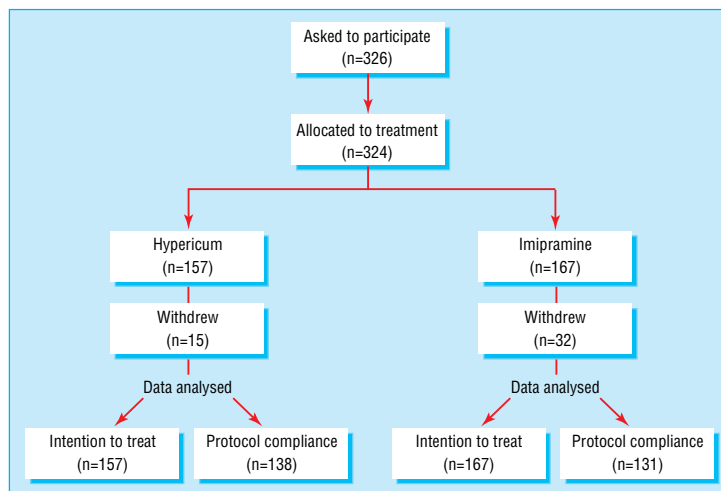 Asked to participate
(n=326)
Allocated to treatment
(n=324)
Hypericum
(n=157)
Imipramine
(n=167)
Withdrew
(n=15)
Withdrew
(n=32)
Data analysed
Data analysed
Intention to treat
(n=157)
Protocol compliance
(n=138)
Intention to treat
(n=167)
Protocol compliance
(n=131)